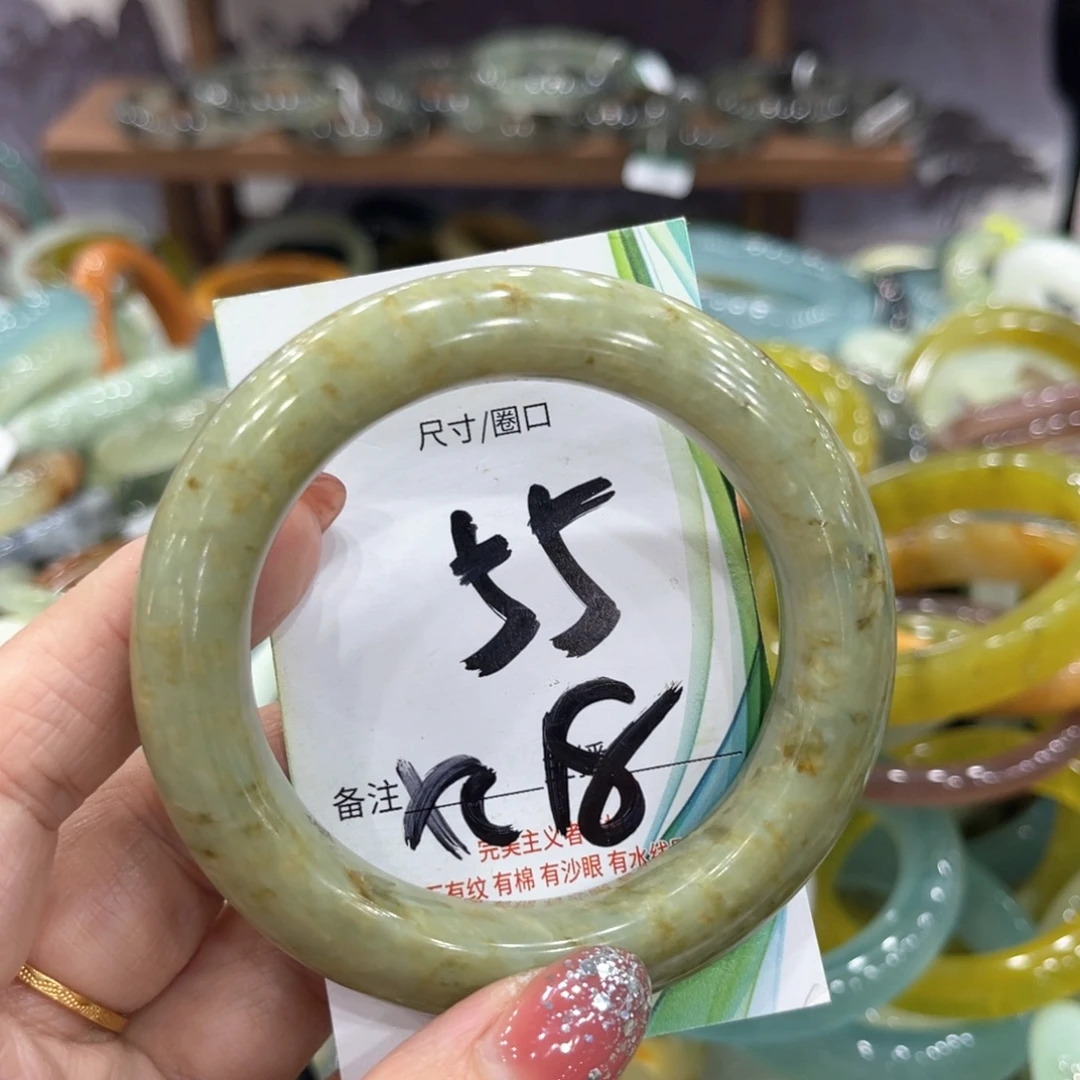 尺寸/圈口
55
备注
18
完美主义者
有纹 有棉 有沙眼 有水线